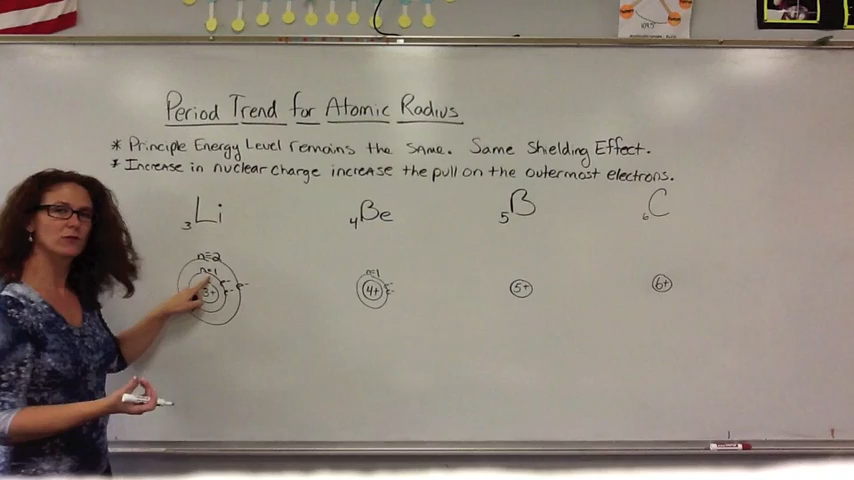 Period Trend for Atomic Radius
* Principle Energy Level remains the same. Same Shielding Effect.
* Increase in nuclear charge increase the pull on the outermost electrons.
3Li 4Be 5B 6C
n=2
n=1 n=1
3+ 4+ 5+ 6+